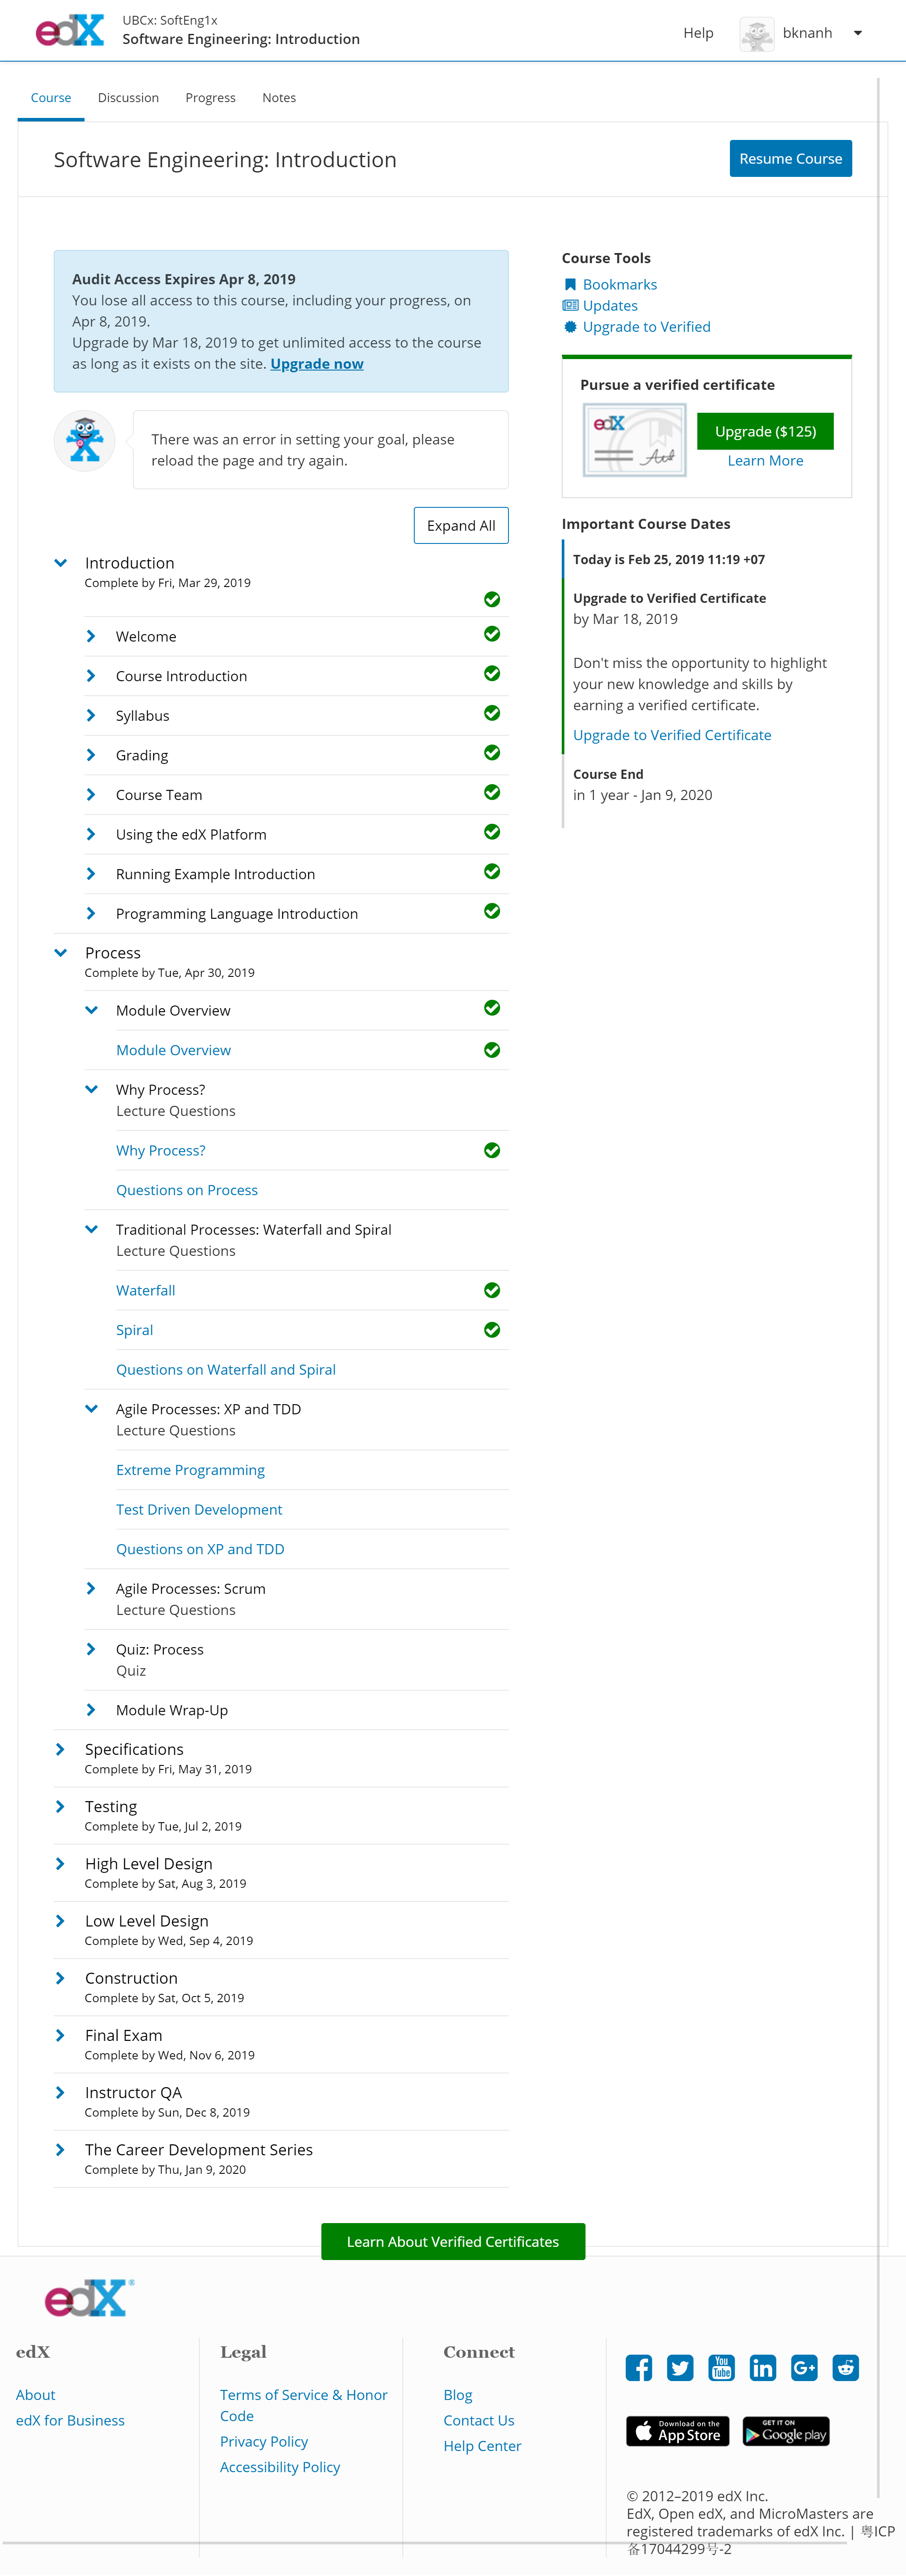 edX
UBCx: SoftEng1x
Software Engineering: Introduction
Help
bknanh
Course
Discussion
Progress
Notes
Software Engineering: Introduction
Resume Course
Audit Access Expires Apr 8, 2019
You lose all access to this course, including your progress, on
Apr 8, 2019.
Upgrade by Mar 18, 2019 to get unlimited access to the course
as long as it exists on the site. Upgrade now
There was an error in setting your goal, please
reload the page and try again.
Expand All
Introduction
Complete by Fri, Mar 29, 2019
Welcome
Course Introduction
Syllabus
Grading
Course Team
Using the edX Platform
Running Example Introduction
Programming Language Introduction
Process
Complete by Tue, Apr 30, 2019
Module Overview
Module Overview
Why Process?
Lecture Questions
Why Process?
Questions on Process
Traditional Processes: Waterfall and Spiral
Lecture Questions
Waterfall
Spiral
Questions on Waterfall and Spiral
Agile Processes: XP and TDD
Lecture Questions
Extreme Programming
Test Driven Development
Questions on XP and TDD
Agile Processes: Scrum
Lecture Questions
Quiz: Process
Quiz
Module Wrap-Up
Specifications
Complete by Fri, May 31, 2019
Testing
Complete by Tue, Jul 2, 2019
High Level Design
Complete by Sat, Aug 3, 2019
Low Level Design
Complete by Wed, Sep 4, 2019
Construction
Complete by Sat, Oct 5, 2019
Final Exam
Complete by Wed, Nov 6, 2019
Instructor QA
Complete by Sun, Dec 8, 2019
The Career Development Series
Complete by Thu, Jan 9, 2020
Course Tools
Bookmarks
Updates
Upgrade to Verified
Pursue a verified certificate
edX
Upgrade ($125)
Learn More
Important Course Dates
Today is Feb 25, 2019 11:19 +07
Upgrade to Verified Certificate
by Mar 18, 2019
Don't miss the opportunity to highlight
your new knowledge and skills by
earning a verified certificate.
Upgrade to Verified Certificate
Course End
in 1 year - Jan 9, 2020
Learn About Verified Certificates
edX®
edX
About
edX for Business
Legal
Terms of Service & Honor
Code
Privacy Policy
Accessibility Policy
Connect
Blog
Contact Us
Help Center
You
Tube
in
G+
Download on the
App Store
GET IT ON
Google play
© 2012–2019 edX Inc.
EdX, Open edX, and MicroMasters are
registered trademarks of edX Inc. | 粤ICP
备17044299号-2